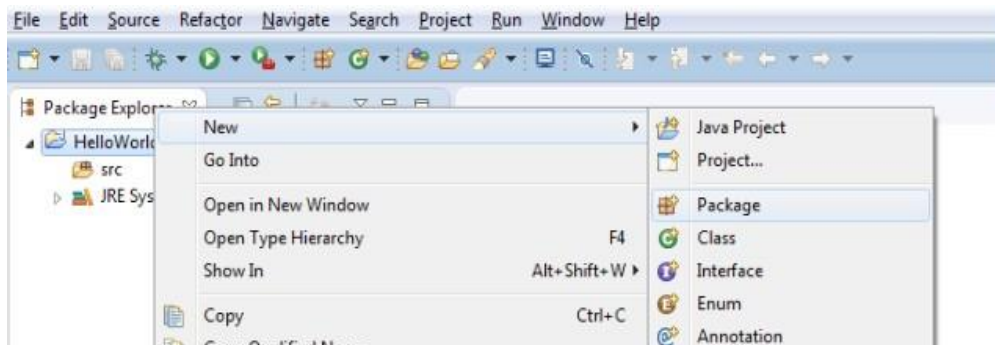 File Edit Source Refactor Navigate Search Project Run Window Help
Package Explorer
HelloWorld
src
JRE Sys
New
Go Into
Open in New Window
Open Type Hierarchy F4
Show In Alt+Shift+W
Copy Ctrl+C
Java Project
Project...
Package
Class
Interface
Enum
Annotation